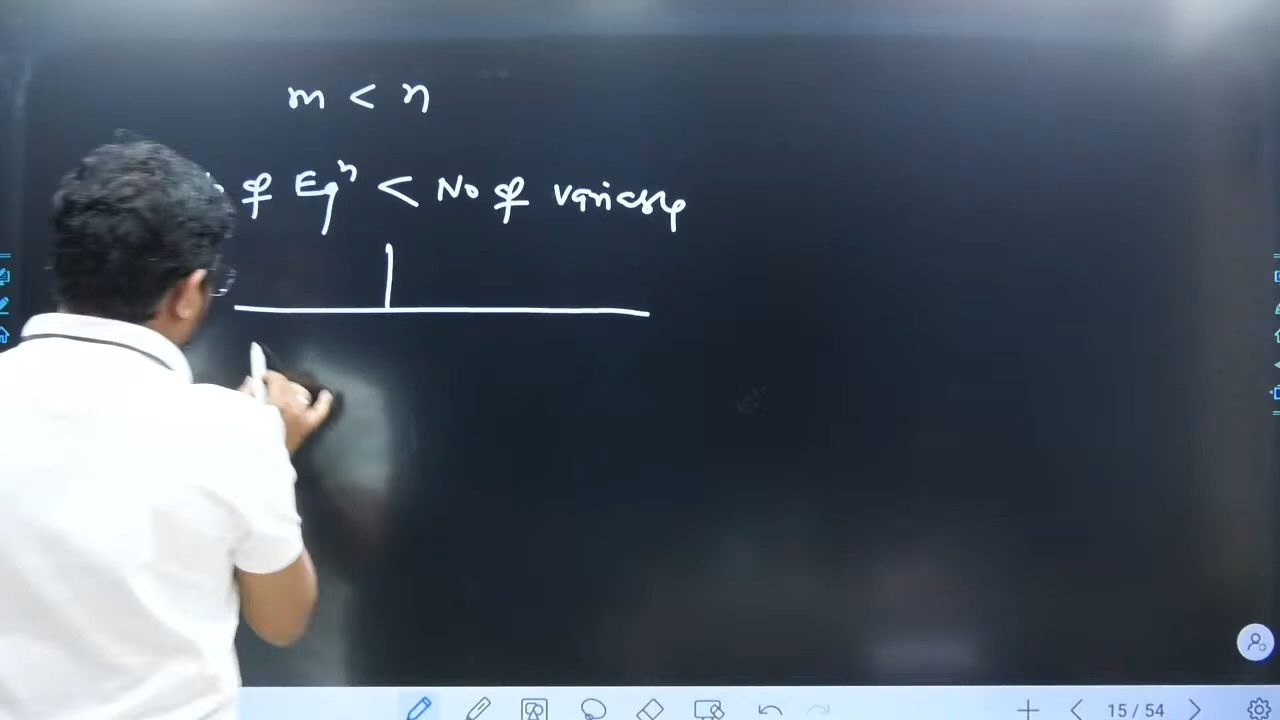 m < n
of Eqⁿ < No of variable
15 / 54